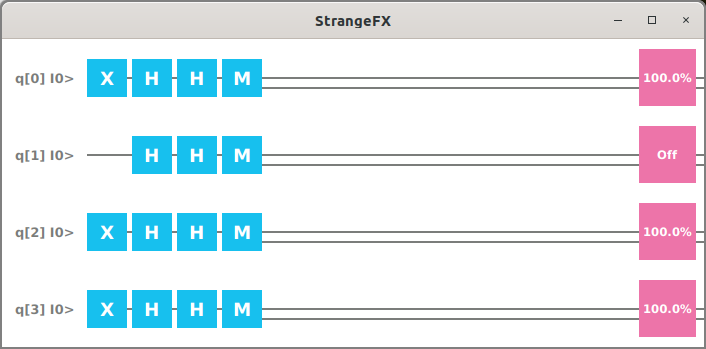 StrangeFX
q[0] I0> X H H M 100.0%
q[1] I0> H H M Off
q[2] I0> X H H M 100.0%
q[3] I0> X H H M 100.0%